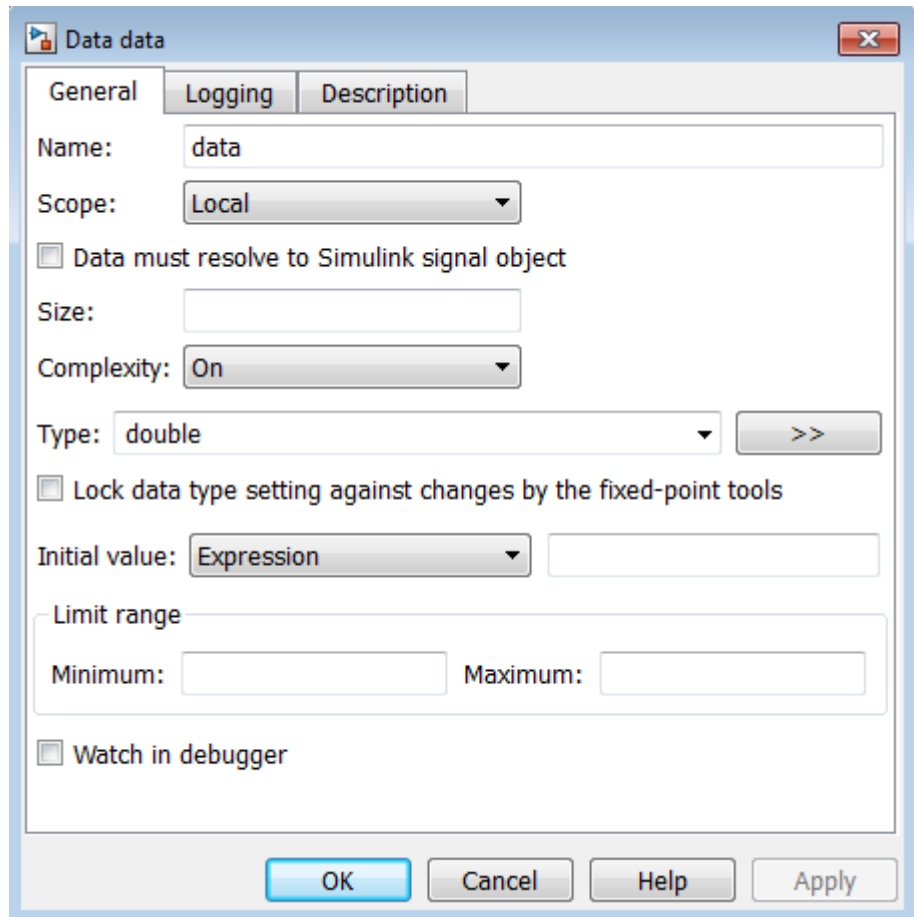 Data data
General Logging Description
Name: data
Scope: Local
Data must resolve to Simulink signal object
Size:
Complexity: On
Type: double >>
Lock data type setting against changes by the fixed-point tools
Initial value: Expression
Limit range
Minimum: Maximum:
Watch in debugger
OK Cancel Help Apply